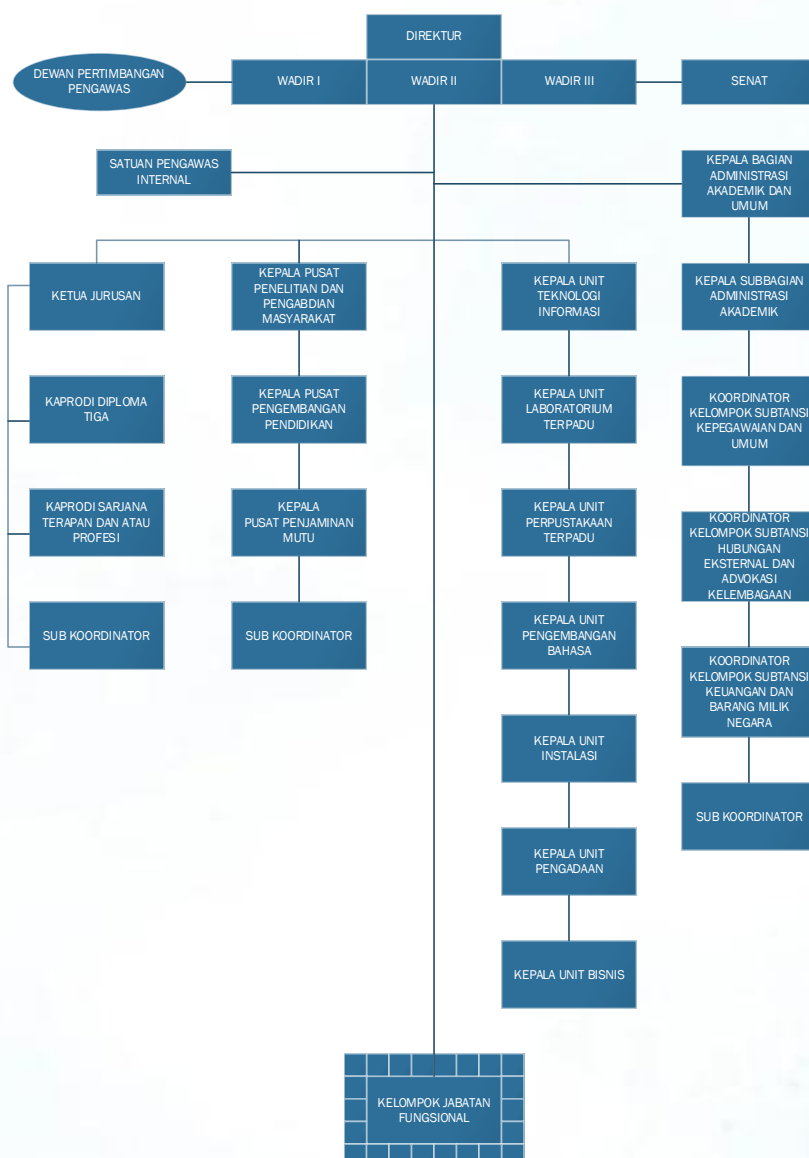 DIREKTUR
DEWAN PERTIMBANGAN
PENGAWAS
WADIR I
WADIR II
WADIR III
SENAT
SATUAN PENGAWAS
INTERNAL
KEPALA BAGIAN
ADMINISTRASI
AKADEMIK DAN
UMUM
KETUA JURUSAN
KEPALA PUSAT
PENELITIAN DAN
PENGABDIAN
MASYARAKAT
KEPALA UNIT
TEKNOLOGI
INFORMASI
KEPALA SUBBAGIAN
ADMINISTRASI
AKADEMIK
KAPRODI DIPLOMA
TIGA
KEPALA PUSAT
PENGEMBANGAN
PENDIDIKAN
KEPALA UNIT
LABORATORIUM
TERPADU
KOORDINATOR
KELOMPOK SUBTANSI
KEPEGAWAIAN DAN
UMUM
KAPRODI SARJANA
TERAPAN DAN ATAU
PROFESI
KEPALA
PUSAT PENJAMINAN
MUTU
KEPALA UNIT
PERPUSTAKAAN
TERPADU
KOORDINATOR
KELOMPOK SUBTANSI
HUBUNGAN
EKSTERNAL DAN
ADVOKASI
KELEMBAGAAN
SUB KOORDINATOR
SUB KOORDINATOR
KEPALA UNIT
PENGEMBANGAN
BAHASA
KOORDINATOR
KELOMPOK SUBTANSI
KEUANGAN DAN
BARANG MILIK
NEGARA
KEPALA UNIT
INSTALASI
SUB KOORDINATOR
KEPALA UNIT
PENGADAAN
KEPALA UNIT BISNIS
KELOMPOK JABATAN
FUNGSIONAL